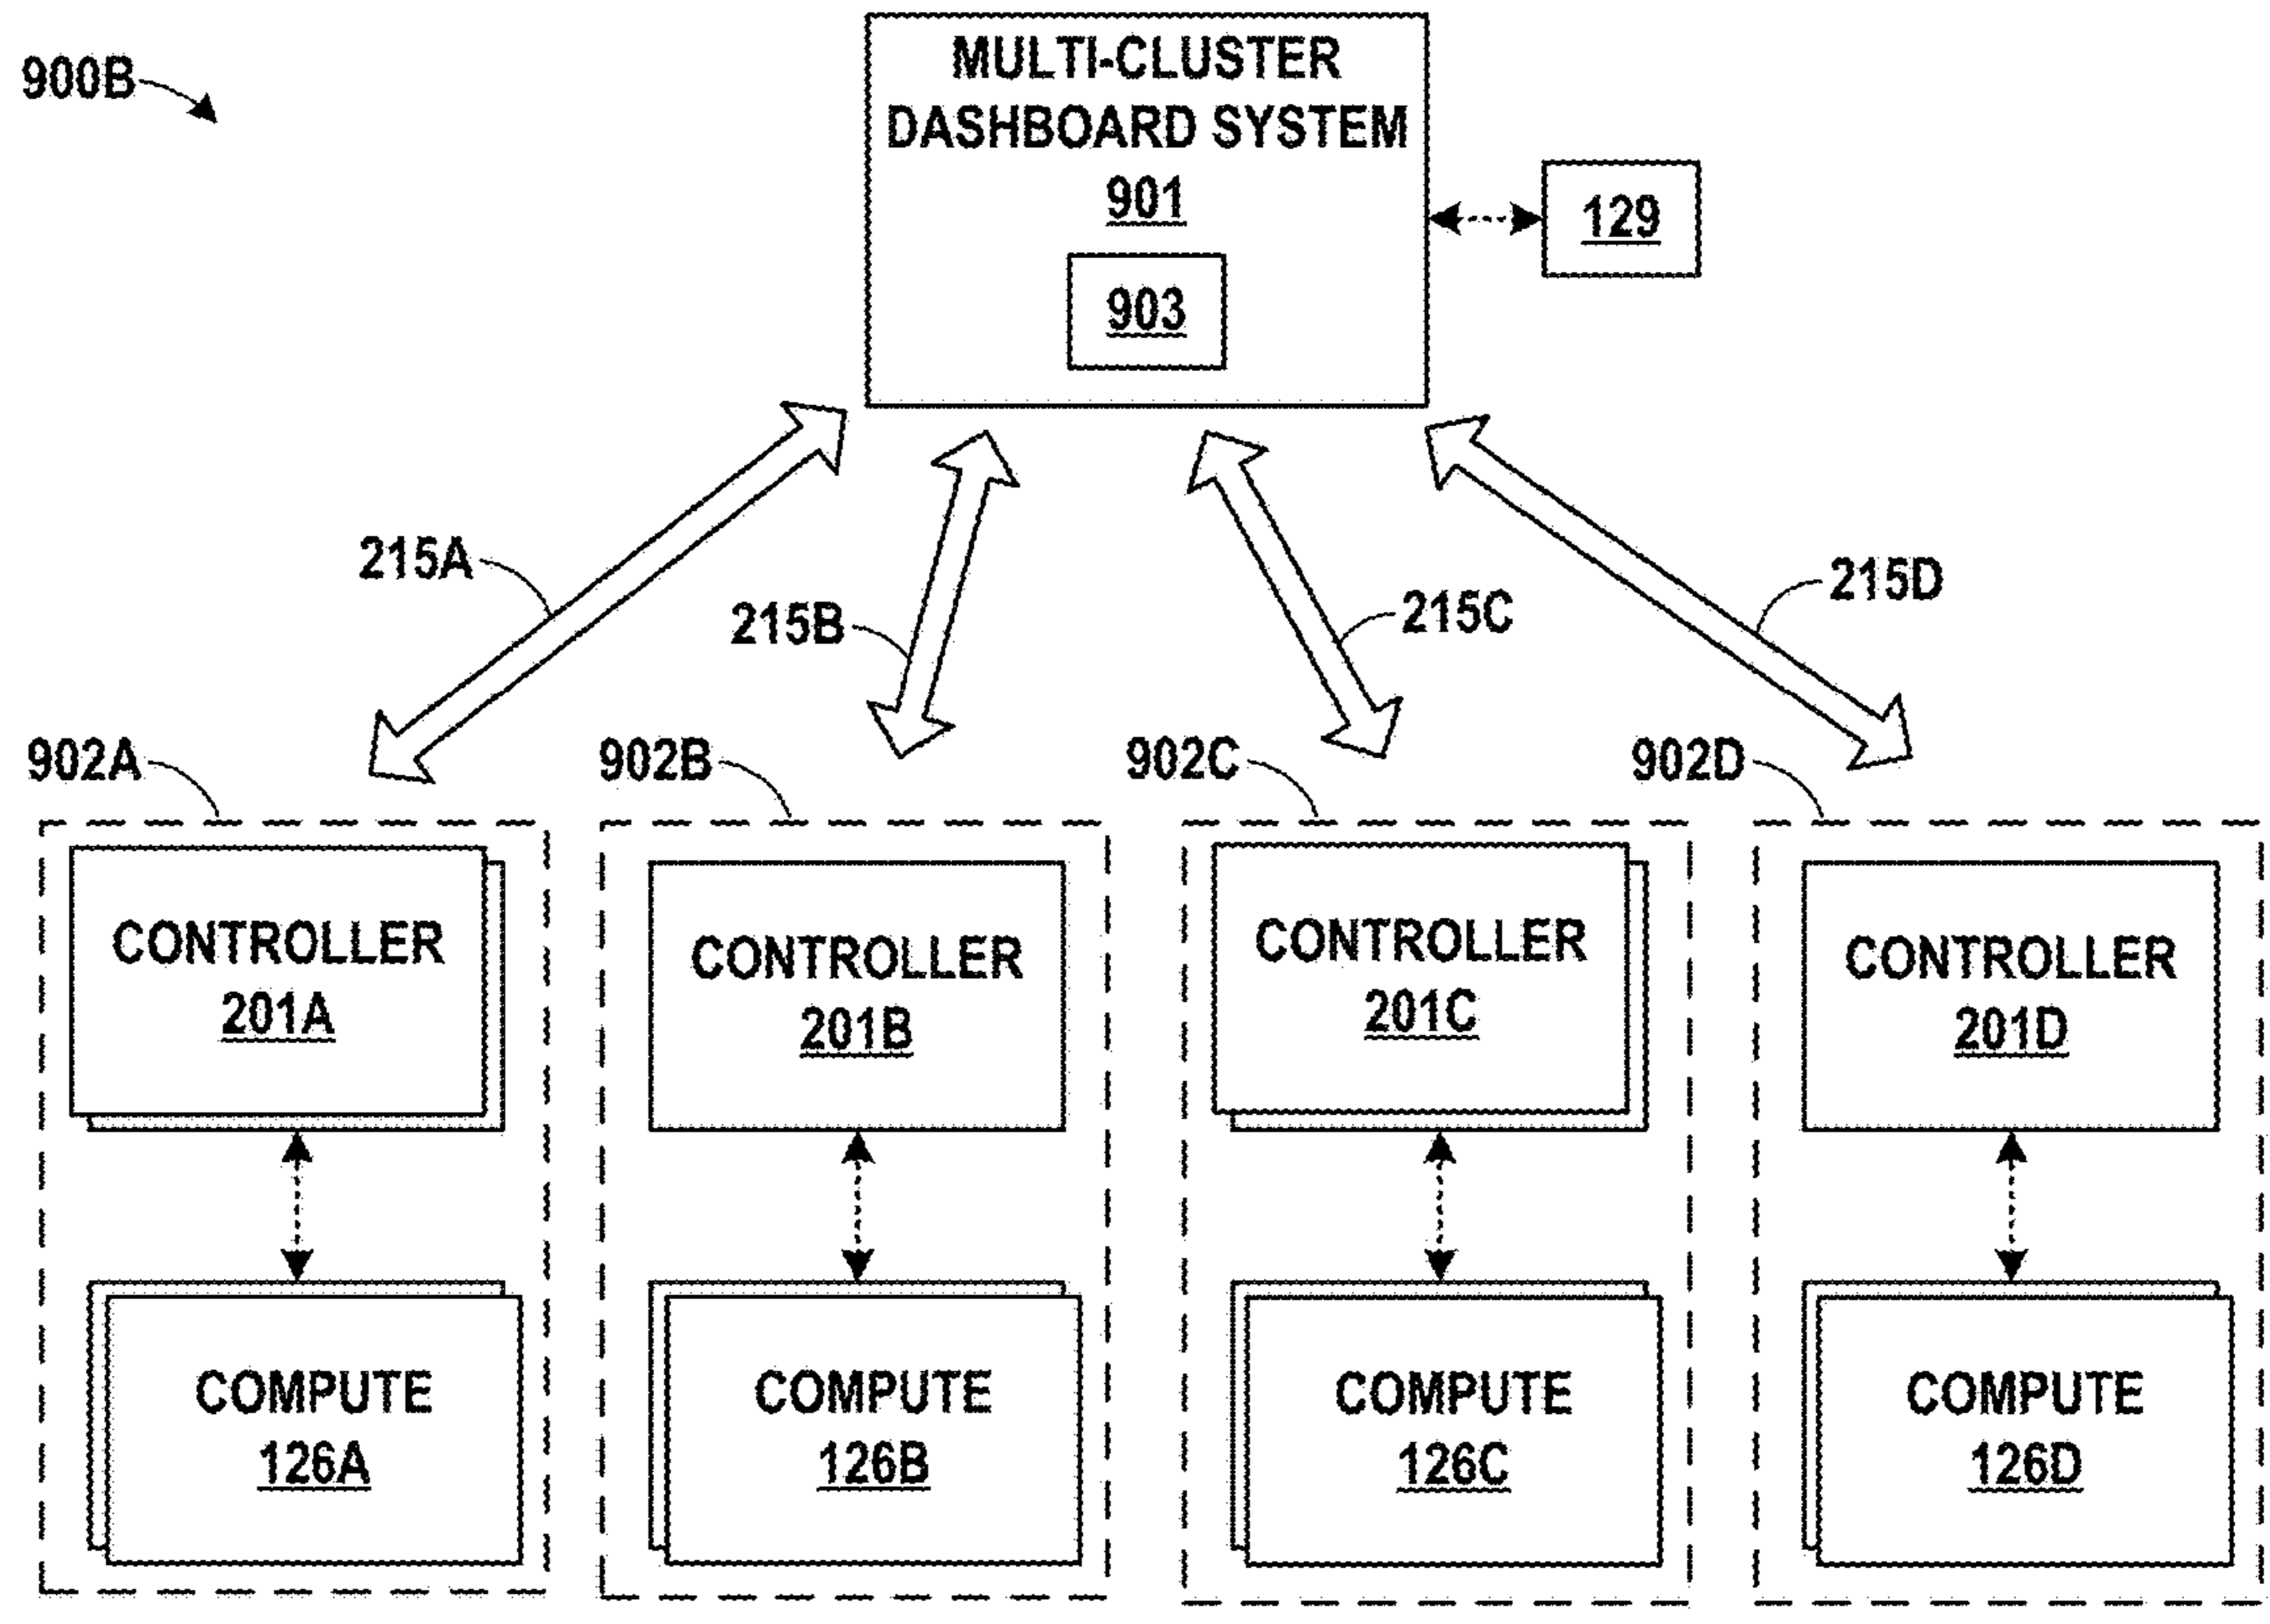 900B
MULTI-CLUSTER
DASHBOARD SYSTEM
901
903
129
215A
215B
215C
215D
902A
902B
902C
902D
CONTROLLER
201A
CONTROLLER
201B
CONTROLLER
201C
CONTROLLER
201D
COMPUTE
126A
COMPUTE
126B
COMPUTE
126C
COMPUTE
126D